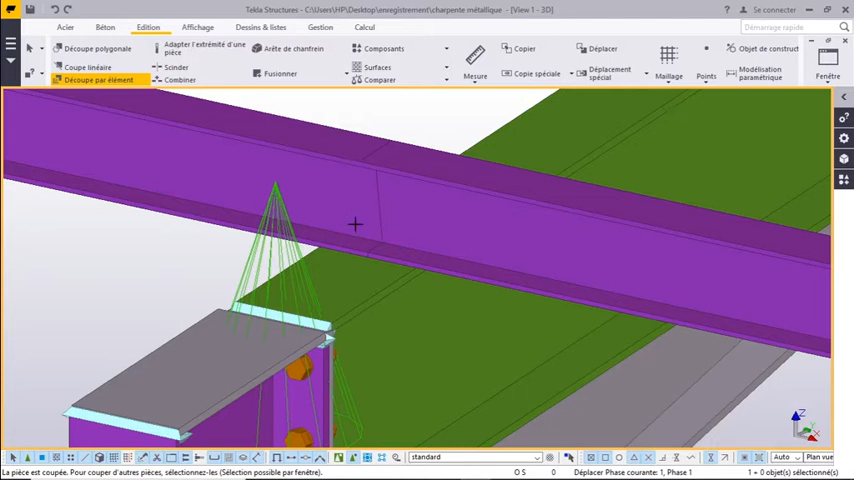 Tekla Structures - C:\Users\HP\Desktop\enregistrement\charpente métallique - [View 1 - 3D]
Se connecter
Acier Béton Edition Affichage Dessins & listes Gestion Calcul
Démarrage rapide
Découpe polygonale
Adapter l'extrémité d'une pièce
Arête de chanfrein
Composants
Copier
Déplacer
Object de construct
Coupe linéaire
Scinder
Fusionner
Surfaces
Mesure
Copie spéciale
Déplacement spécial
Maillage
Points
Modélisation paramétrique
Fenêtre
Découpe par élément
Combiner
Comparer
standard
Auto
Plan vue
La pièce est coupée. Pour couper d'autres pièces, sélectionnez-les (Sélection possible par fenêtre).
O S 0
Déplacer Phase courante: 1, Phase 1
1 + 0 objet(s) sélectionné(s)